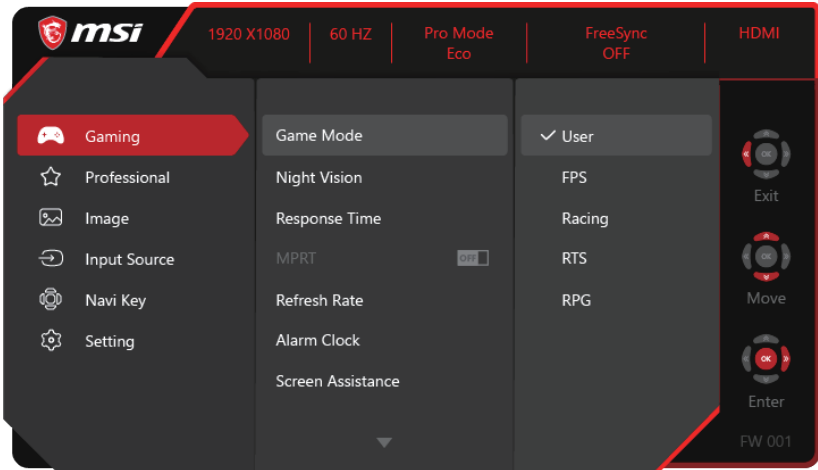 msi
1920 X1080 60 HZ Pro Mode FreeSync HDMI
Eco OFF
Gaming Game Mode User
Professional Night Vision FPS
Image Response Time Racing
Input Source MPRT OFF RTS
Navi Key Refresh Rate RPG
Setting Alarm Clock
Screen Assistance
OK
Exit
OK
Move
OK
Enter
FW 001